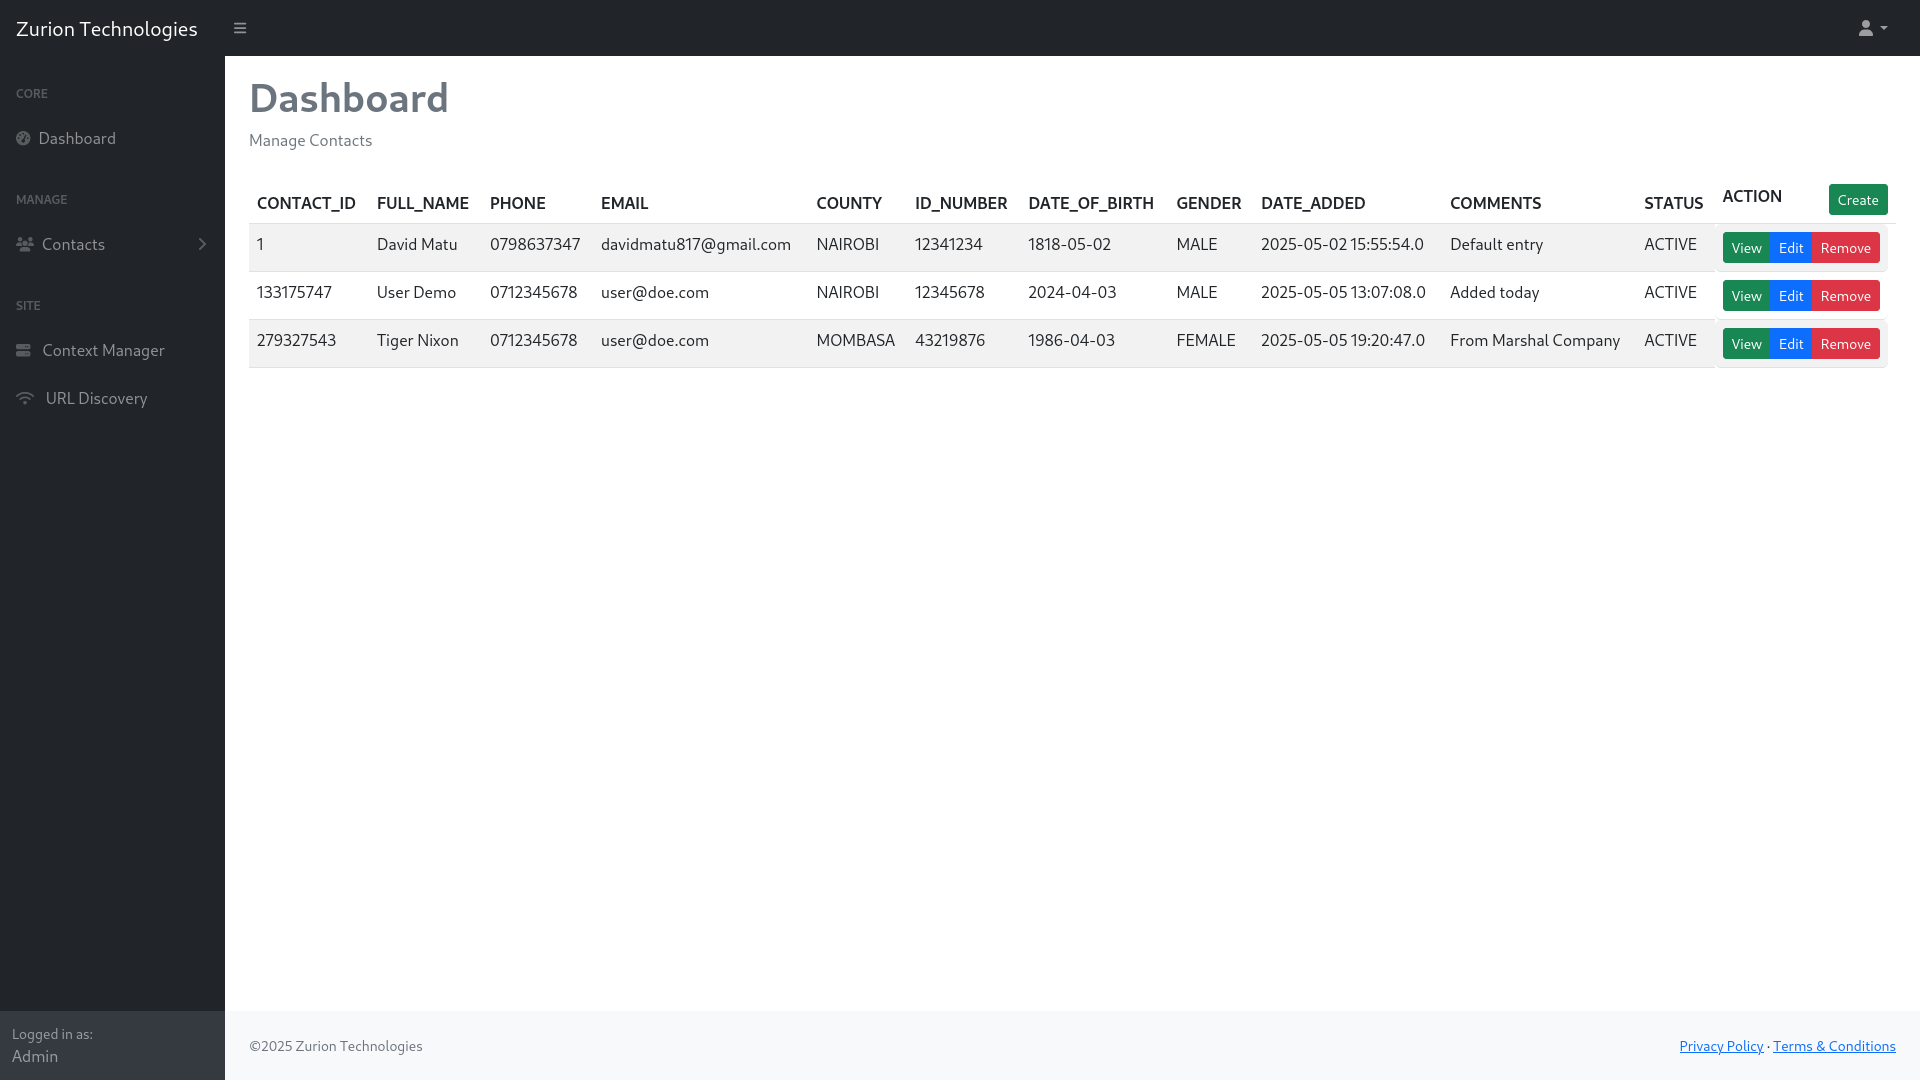 Zurion Technologies
CORE
Dashboard
MANAGE
Contacts
SITE
Context Manager
URL Discovery
Logged in as:
Admin
Dashboard
Manage Contacts
CONTACT_ID FULL_NAME PHONE EMAIL COUNTY ID_NUMBER DATE_OF_BIRTH GENDER DATE_ADDED COMMENTS STATUS ACTION Create
1 David Matu 0798637347 davidmatu817@gmail.com NAIROBI 12341234 1818-05-02 MALE 2025-05-02 15:55:54.0 Default entry ACTIVE View Edit Remove
133175747 User Demo 0712345678 user@doe.com NAIROBI 12345678 2024-04-03 MALE 2025-05-05 13:07:08.0 Added today ACTIVE View Edit Remove
279327543 Tiger Nixon 0712345678 user@doe.com MOMBASA 43219876 1986-04-03 FEMALE 2025-05-05 19:20:47.0 From Marshal Company ACTIVE View Edit Remove
©2025 Zurion Technologies
Privacy Policy · Terms & Conditions